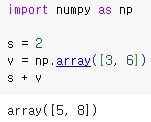 import numpy as np
s = 2
v = np.array([3, 6])
s + v
array([5, 8])